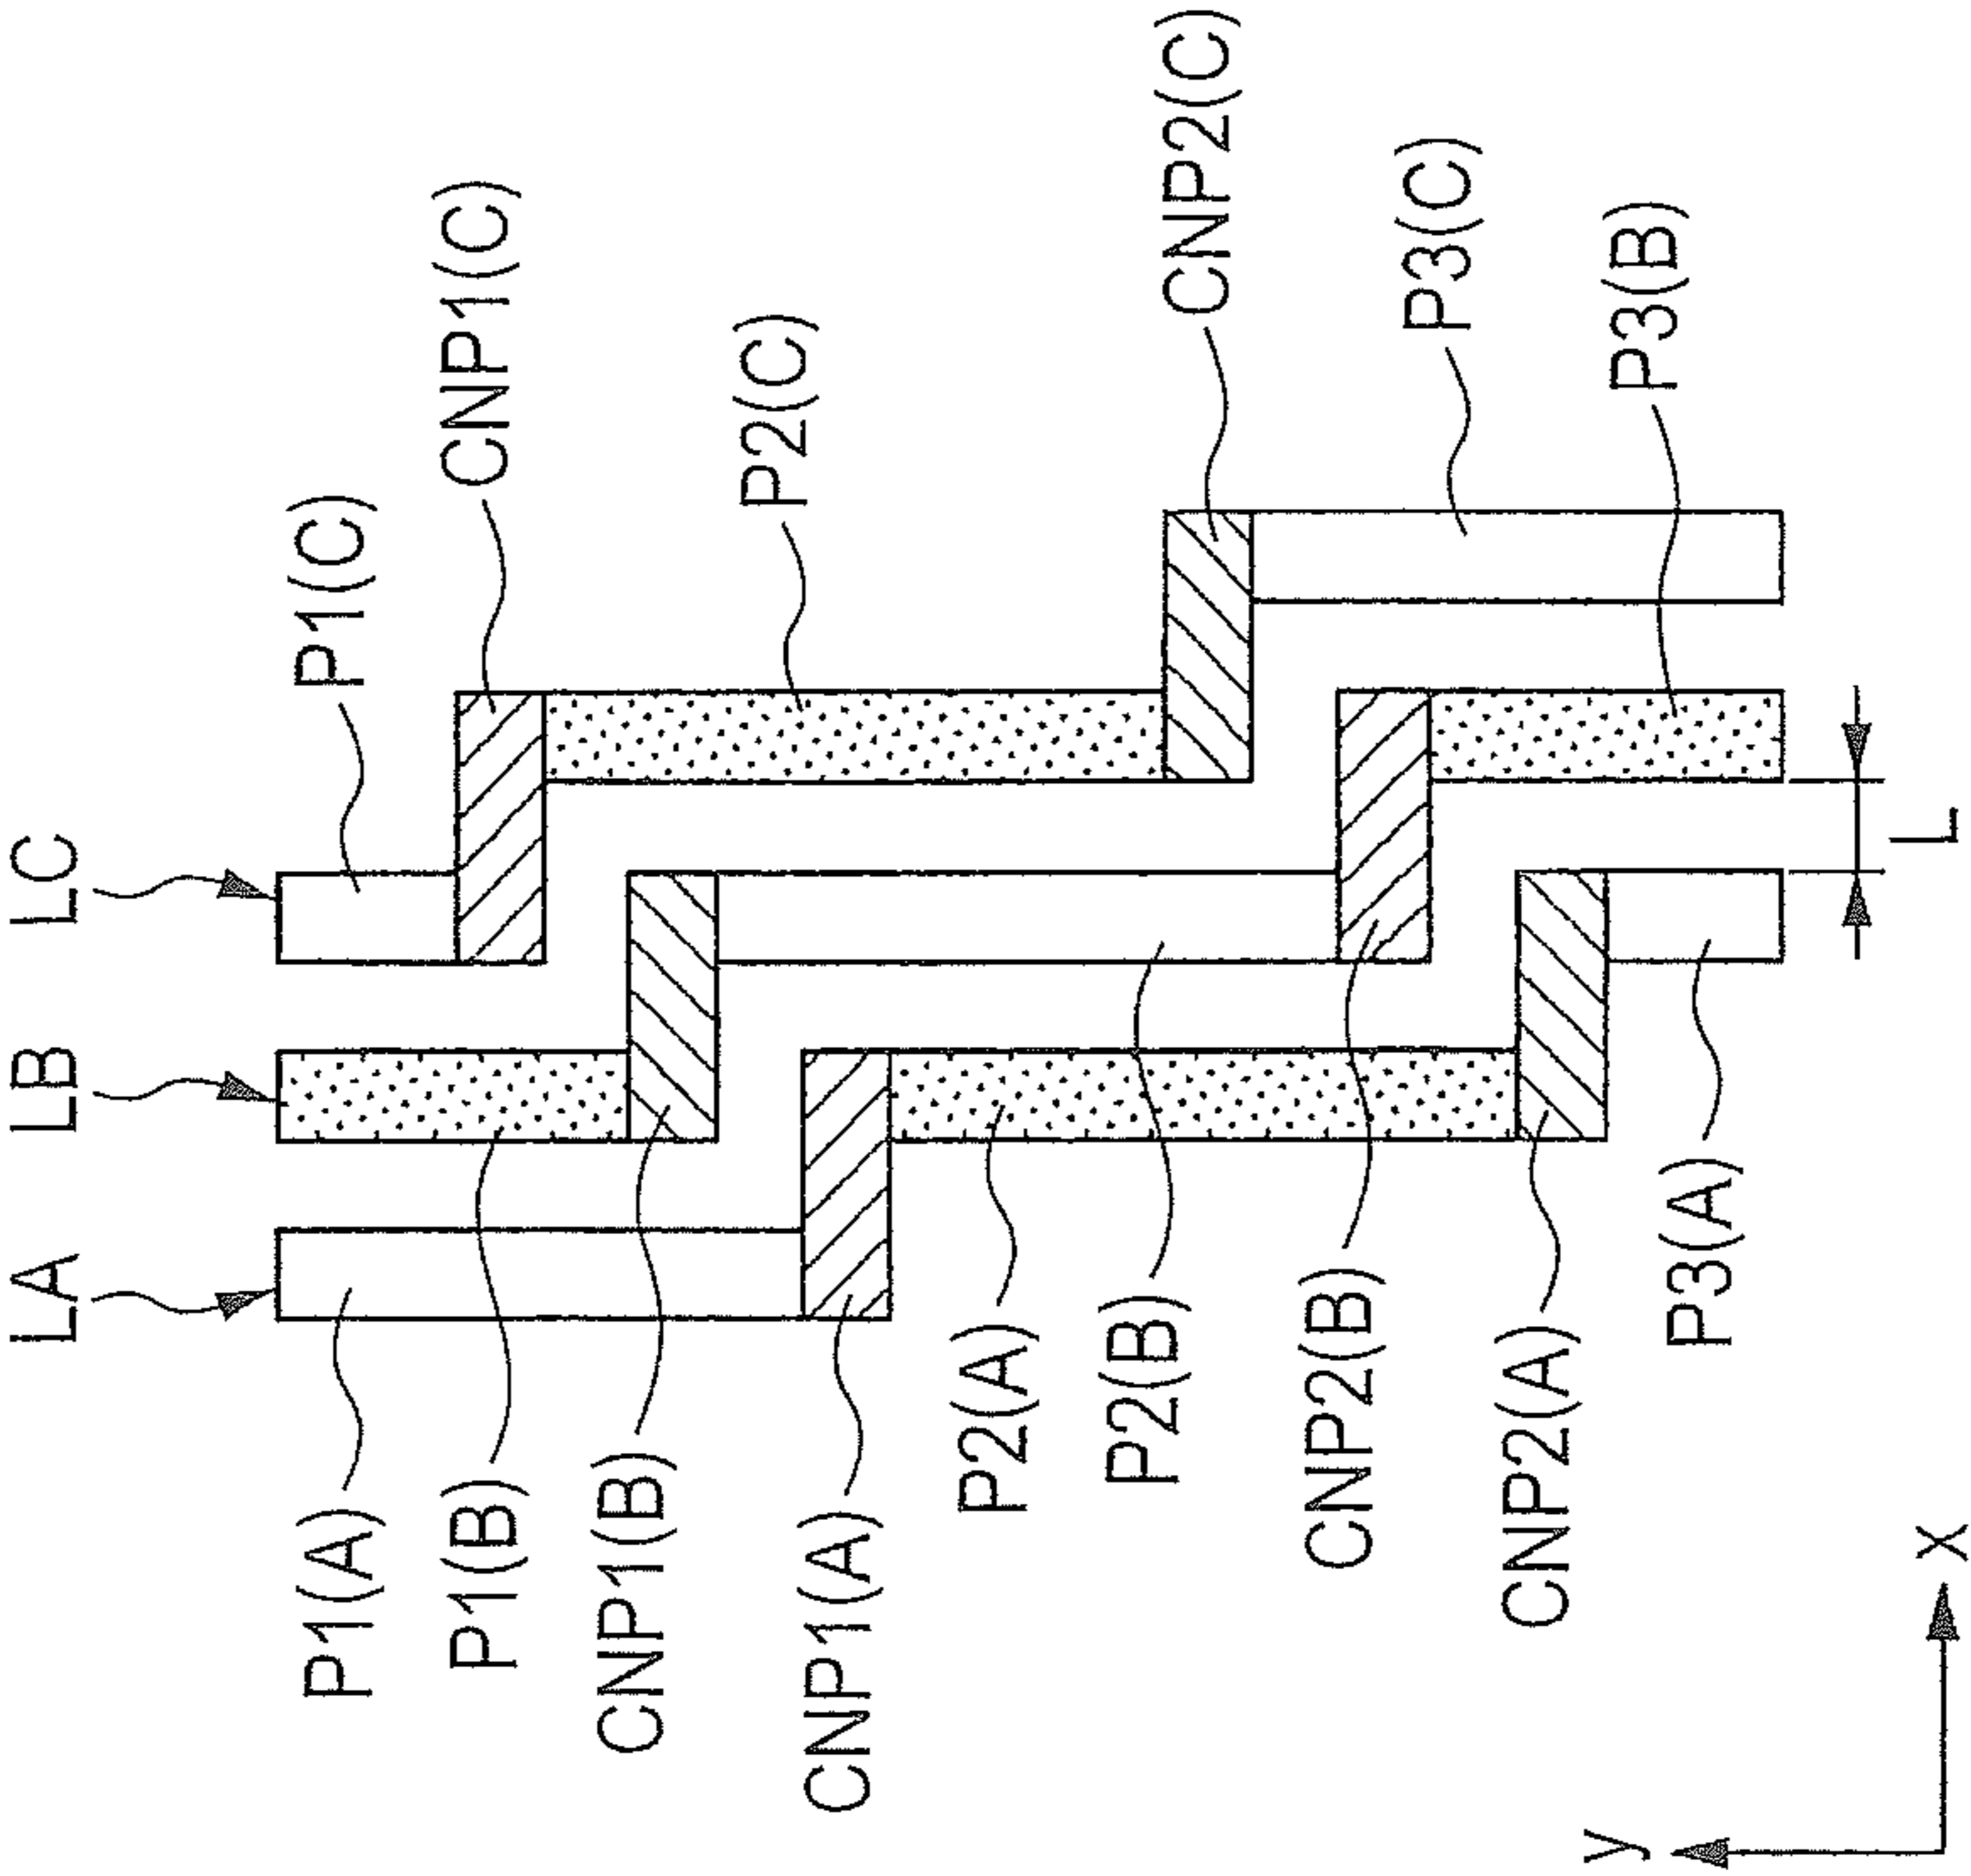 LA
LB
LC
P1(C)
CNP1(C)
P2(C)
CNP2(C)
P3(C)
P3(B)
L
P1(A)
P1(B)
CNP1(B)
CNP1(A)
P2(A)
P2(B)
CNP2(B)
CNP2(A)
P3(A)
y
x